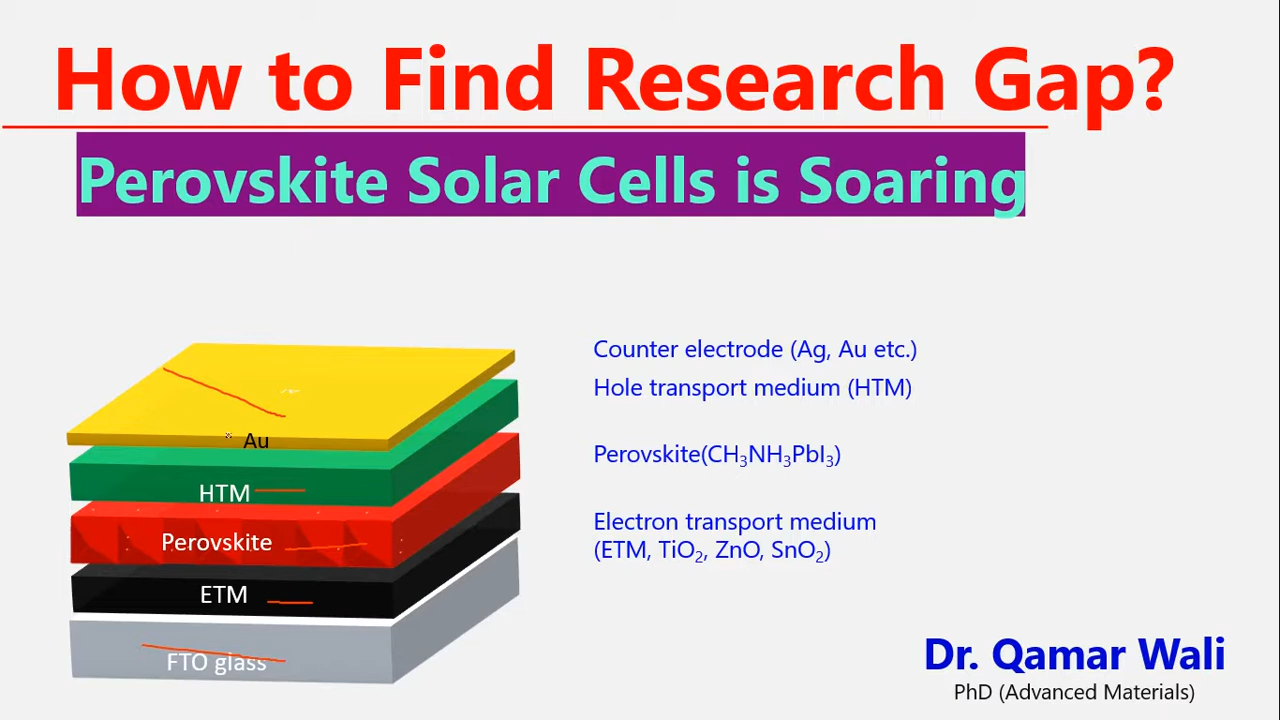 How to Find Research Gap?
Perovskite Solar Cells is Soaring
Counter electrode (Ag, Au etc.)
Hole transport medium (HTM)
Perovskite(CH₃NH₃PbI₃)
Electron transport medium
(ETM, TiO₂, ZnO, SnO₂)
Au
HTM
Perovskite
ETM
FTO glass
Dr. Qamar Wali
PhD (Advanced Materials)